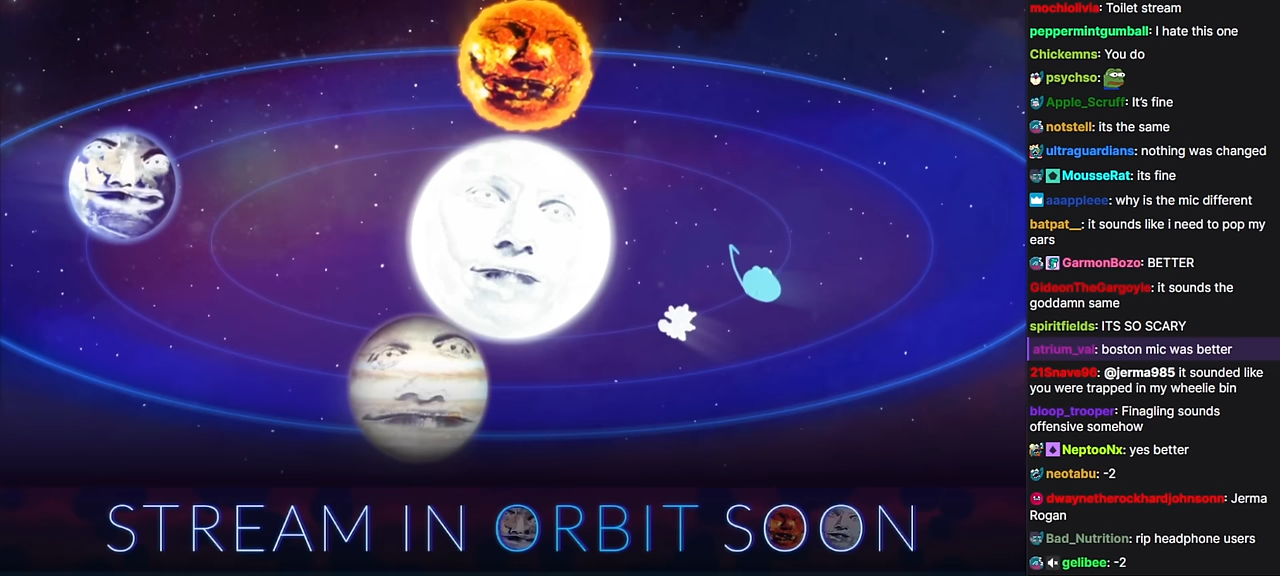 STREAM IN ORBIT SOON
mochiolivia: Toilet stream
peppermintgumball: I hate this one
Chickemns: You do
psychso:
Apple_Scruff: It's fine
notstell: its the same
ultraguardians: nothing was changed
MousseRat: its fine
aaappleee: why is the mic different
batpat__: it sounds like i need to pop my
ears
GarmonBozo: BETTER
GideonTheGargoyle: it sounds the
goddamn same
spiritfields: ITS SO SCARY
atrium_val: boston mic was better
21Snave96: @jerma985 it sounded like
you were trapped in my wheelie bin
bloop_trooper: Finagling sounds
offensive somehow
NeptooNx: yes better
neotabu: -2
dwaynetherockhardjohnsonn: Jerma
Rogan
Bad_Nutrition: rip headphone users
gelibee: -2